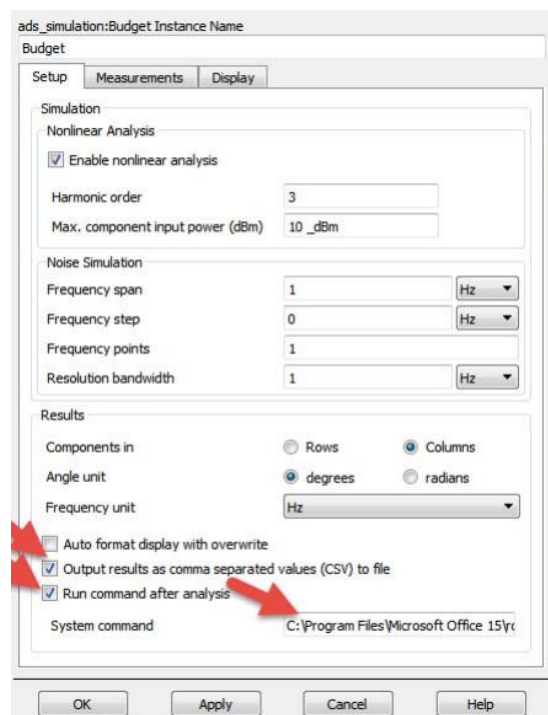 ads_simulation:Budget Instance Name
Budget
Setup Measurements Display
Simulation
Nonlinear Analysis
Enable nonlinear analysis
Harmonic order 3
Max. component input power (dBm) 10 _dBm
Noise Simulation
Frequency span 1 Hz
Frequency step 0 Hz
Frequency points 1
Resolution bandwidth 1 Hz
Results
Components in Rows Columns
Angle unit degrees radians
Frequency unit Hz
Auto format display with overwrite
Output results as comma separated values (CSV) to file
Run command after analysis
System command C:\Program Files\Microsoft Office 15\rc
OK Apply Cancel Help